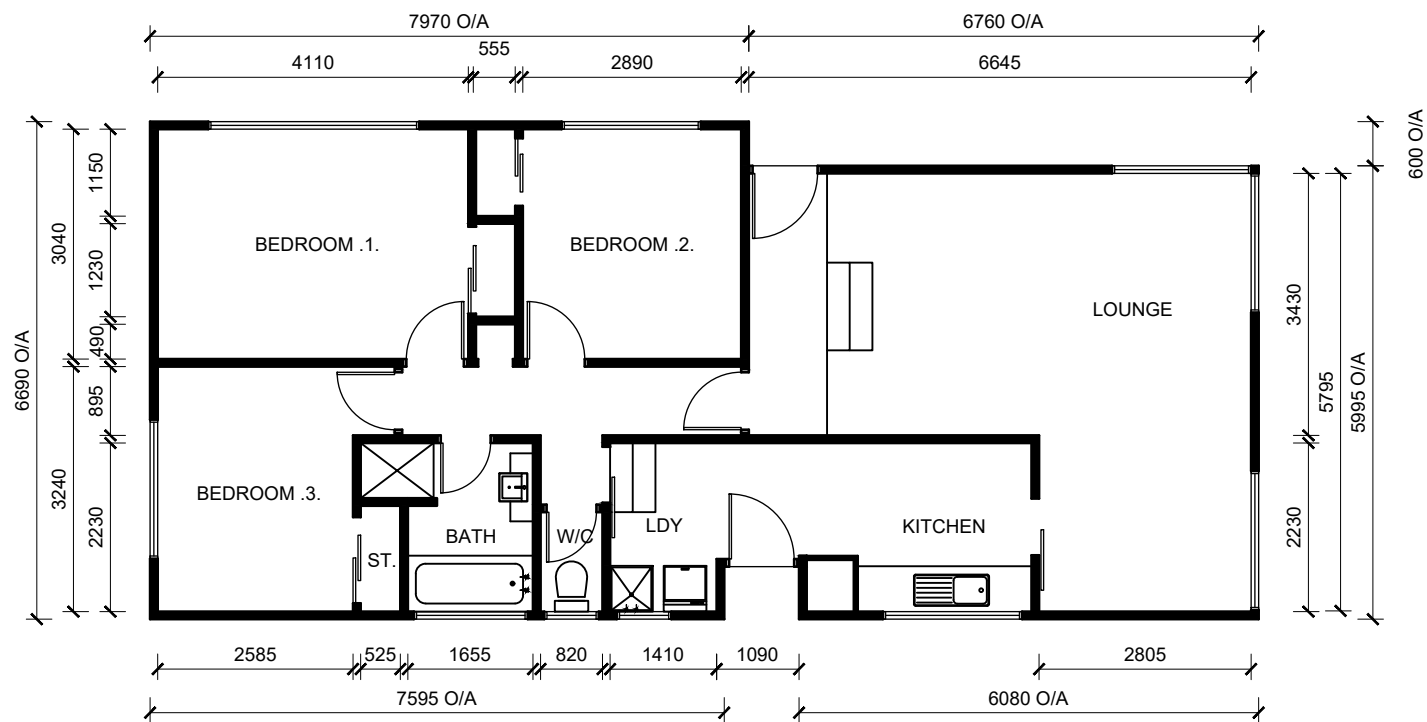 7970 O/A
6760 O/A
555
4110
2890
6645
600 O/A
1150
3040
1230
490
6690 O/A
895
3240
2230
BEDROOM .1.
BEDROOM .2.
LOUNGE
3430
5795
5995 O/A
2230
BEDROOM .3.
BATH
W/C
LDY
KITCHEN
ST.
2585
525
1655
820
1410
1090
2805
7595 O/A
6080 O/A